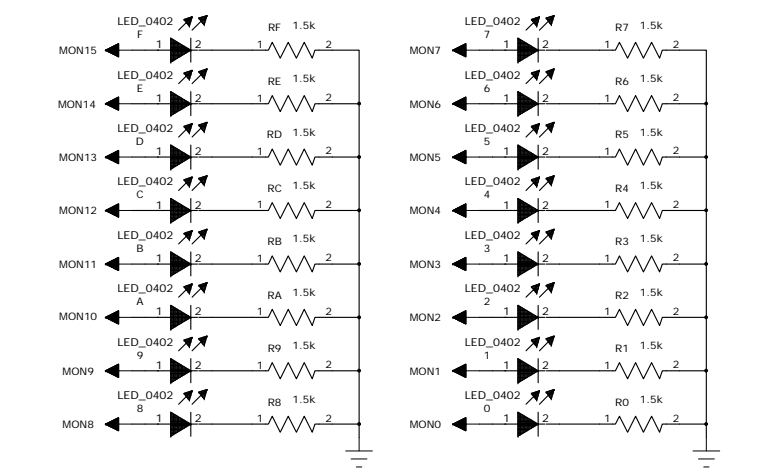 LED_0402
F
RF 1.5k
MON15 1 2 1 2
LED_0402
E
RE 1.5k
MON14 1 2 1 2
LED_0402
D
RD 1.5k
MON13 1 2 1 2
LED_0402
C
RC 1.5k
MON12 1 2 1 2
LED_0402
B
RB 1.5k
MON11 1 2 1 2
LED_0402
A
RA 1.5k
MON10 1 2 1 2
LED_0402
9
R9 1.5k
MON9 1 2 1 2
LED_0402
8
R8 1.5k
MON8 1 2 1 2
LED_0402
7
R7 1.5k
MON7 1 2 1 2
LED_0402
6
R6 1.5k
MON6 1 2 1 2
LED_0402
5
R5 1.5k
MON5 1 2 1 2
LED_0402
4
R4 1.5k
MON4 1 2 1 2
LED_0402
3
R3 1.5k
MON3 1 2 1 2
LED_0402
2
R2 1.5k
MON2 1 2 1 2
LED_0402
1
R1 1.5k
MON1 1 2 1 2
LED_0402
0
R0 1.5k
MON0 1 2 1 2